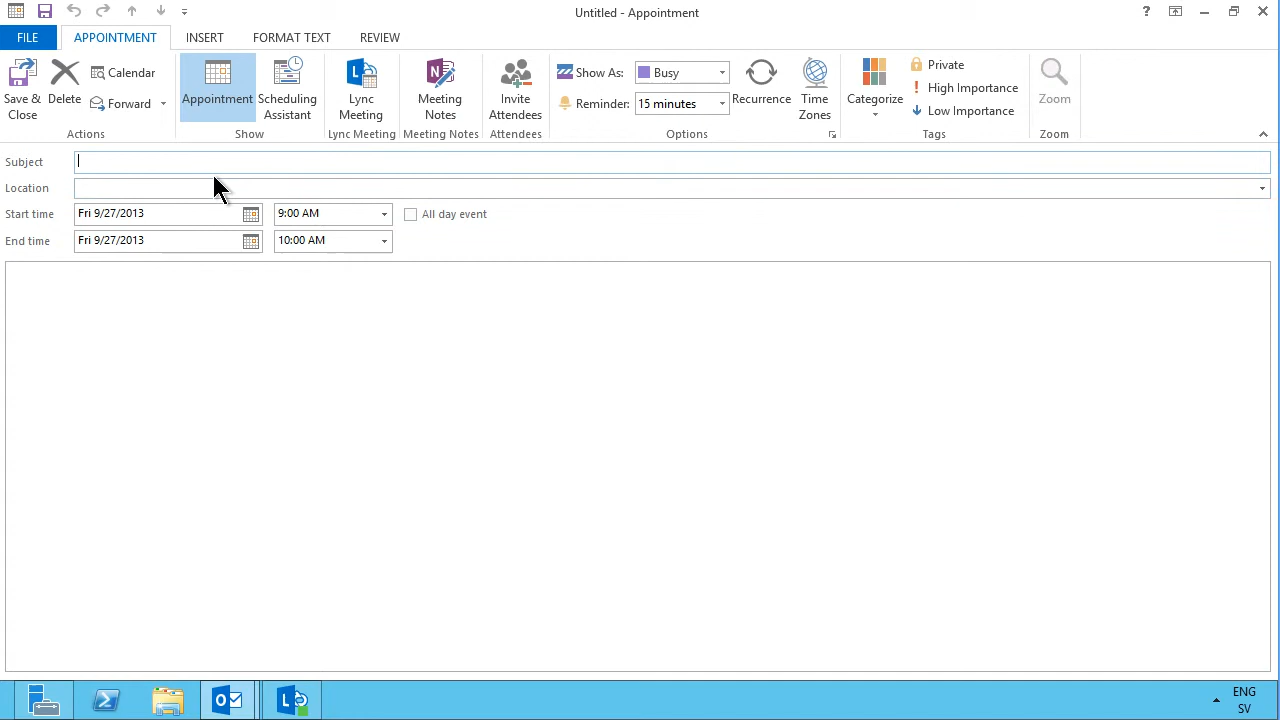 Untitled - Appointment
?
FILE APPOINTMENT INSERT FORMAT TEXT REVIEW
Save & Close
Delete
Calendar
Forward
Actions
Appointment
Scheduling Assistant
Show
Lync Meeting
Lync Meeting
Meeting Notes
Meeting Notes
Invite Attendees
Attendees
Show As: Busy
Reminder: 15 minutes
Recurrence
Time Zones
Options
Categorize
Private
High Importance
Low Importance
Tags
Zoom
Zoom
Subject
Location
Start time Fri 9/27/2013 9:00 AM All day event
End time Fri 9/27/2013 10:00 AM
ENG
SV